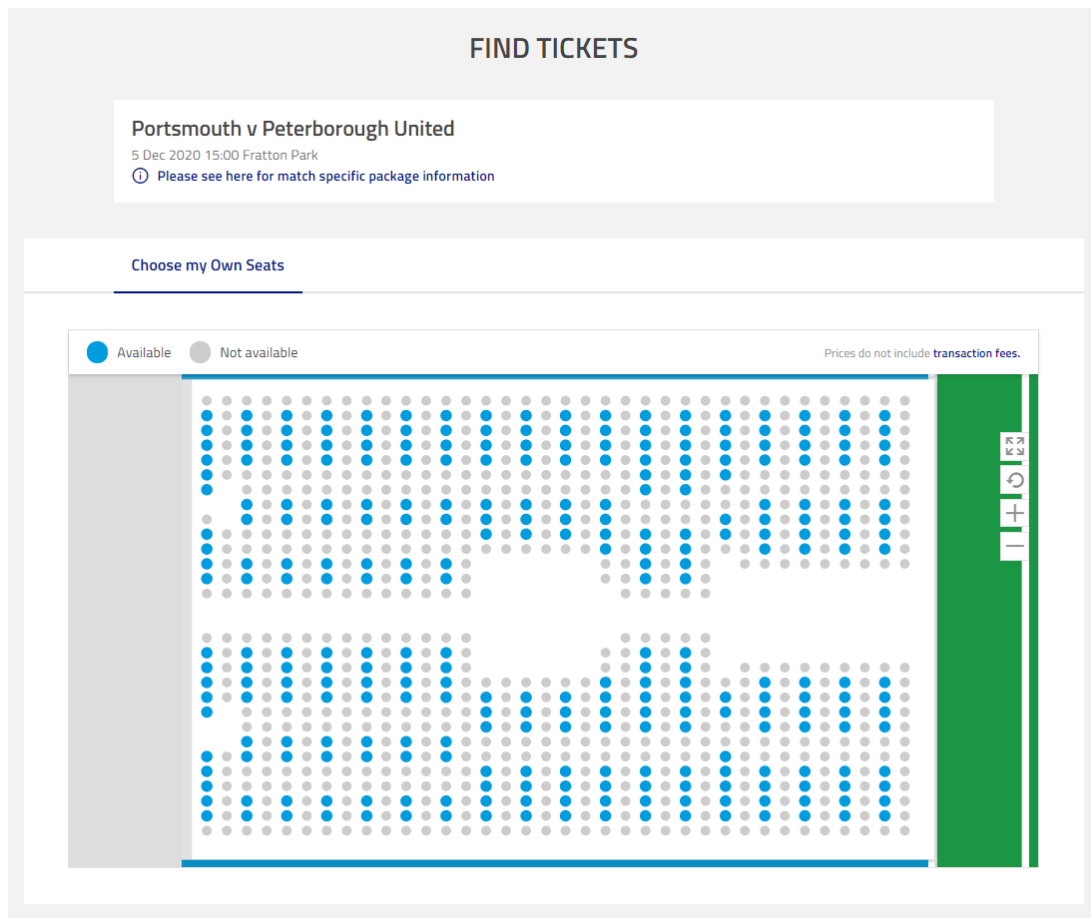 FIND TICKETS
Portsmouth v Peterborough United
5 Dec 2020 15:00 Fratton Park
Please see here for match specific package information
Choose my Own Seats
Available Not available Prices do not include transaction fees.